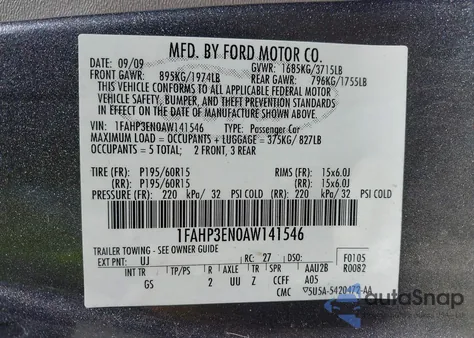 MFD. BY FORD MOTOR CO.
DATE: 09/09 GVWR: 1685KG/3715LB
FRONT GAWR: 895KG/1974LB REAR GAWR: 796KG/1755LB
THIS VEHICLE CONFORMS TO ALL APPLICABLE FEDERAL MOTOR
VEHICLE SAFETY, BUMPER, AND THEFT PREVENTION STANDARDS
IN EFFECT ON THE DATE OF MANUFACTURE SHOWN ABOVE.
VIN: 1FAHP3EN0AW141546 TYPE: Passenger Car
MAXIMUM LOAD = OCCUPANTS + LUGGAGE = 375KG/827LB
OCCUPANTS = 5 TOTAL: 2 FRONT, 3 REAR
TIRE (FR): P195/60R15 RIMS (FR): 15x6.0J
(RR): P195/60R15 (RR): 15x6.0J
PRESSURE (FR): 220 kPa/ 32 PSI COLD (RR): 220 kPa/ 32 PSI COLD
1FAHP3EN0AW141546
TRAILER TOWING - SEE OWNER GUIDE
EXT PNT: UJ RC: 27 DSO: F0105
R0082
INT TR TP/PS R AXLE TR SPR AAU2B
GS 2 UU Z CCFF A05
CMC 5U5A-5420472-AA
autoSnap